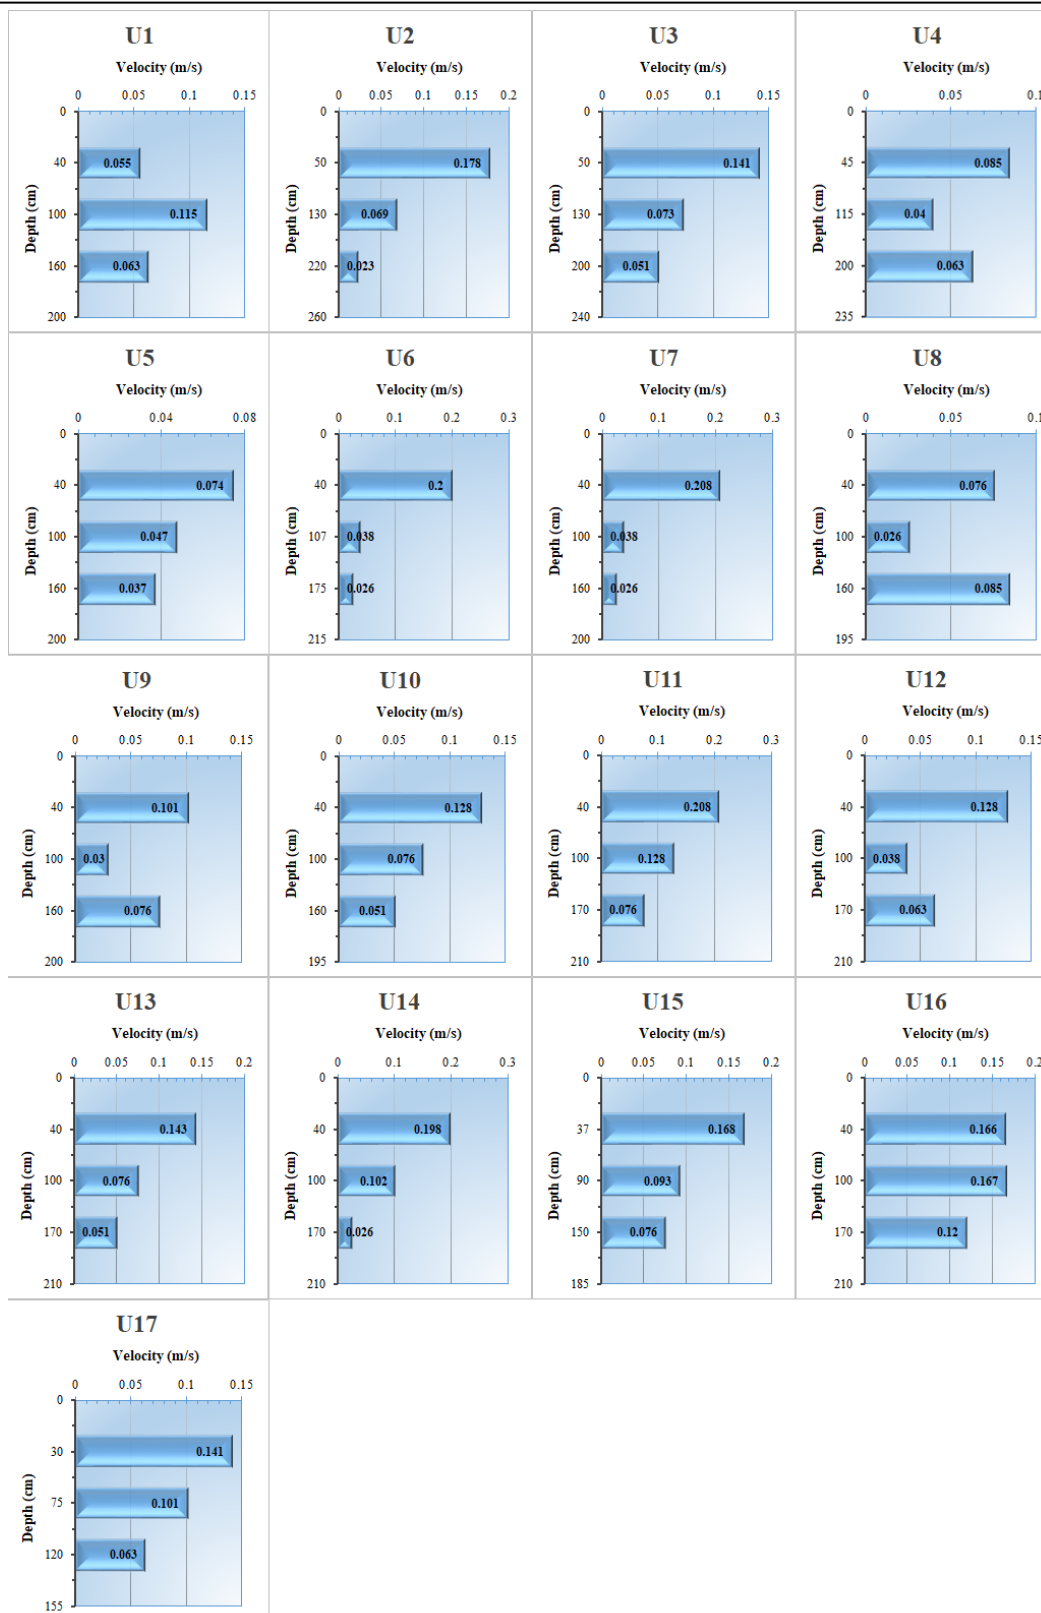 U1
Velocity (m/s)
0 0.05 0.1 0.15
0
40 0.055
100 0.115
160 0.063
200
Depth (cm)
U2
Velocity (m/s)
0 0.05 0.1 0.15 0.2
0
50 0.178
130 0.069
220 0.023
260
Depth (cm)
U3
Velocity (m/s)
0 0.05 0.1 0.15
0
50 0.141
130 0.073
200 0.051
240
Depth (cm)
U4
Velocity (m/s)
0 0.05 0.1
0
45 0.085
115 0.04
200 0.063
235
Depth (cm)
U5
Velocity (m/s)
0 0.04 0.08
0
40 0.074
100 0.047
160 0.037
200
Depth (cm)
U6
Velocity (m/s)
0 0.1 0.2 0.3
0
40 0.2
107 0.038
175 0.026
215
Depth (cm)
U7
Velocity (m/s)
0 0.1 0.2 0.3
0
40 0.208
100 0.038
160 0.026
200
Depth (cm)
U8
Velocity (m/s)
0 0.05 0.1
0
40 0.076
100 0.026
160 0.085
195
Depth (cm)
U9
Velocity (m/s)
0 0.05 0.1 0.15
0
40 0.101
100 0.03
160 0.076
200
Depth (cm)
U10
Velocity (m/s)
0 0.05 0.1 0.15
0
40 0.128
100 0.076
160 0.051
195
Depth (cm)
U11
Velocity (m/s)
0 0.1 0.2 0.3
0
40 0.208
100 0.128
170 0.076
210
Depth (cm)
U12
Velocity (m/s)
0 0.05 0.1 0.15
0
40 0.128
100 0.038
170 0.063
210
Depth (cm)
U13
Velocity (m/s)
0 0.05 0.1 0.15 0.2
0
40 0.143
100 0.076
170 0.051
210
Depth (cm)
U14
Velocity (m/s)
0 0.1 0.2 0.3
0
40 0.198
100 0.102
170 0.026
210
Depth (cm)
U15
Velocity (m/s)
0 0.05 0.1 0.15 0.2
0
37 0.168
90 0.093
150 0.076
185
Depth (cm)
U16
Velocity (m/s)
0 0.05 0.1 0.15 0.2
0
40 0.166
100 0.167
170 0.12
210
Depth (cm)
U17
Velocity (m/s)
0 0.05 0.1 0.15
0
30 0.141
75 0.101
120 0.063
155
Depth (cm)